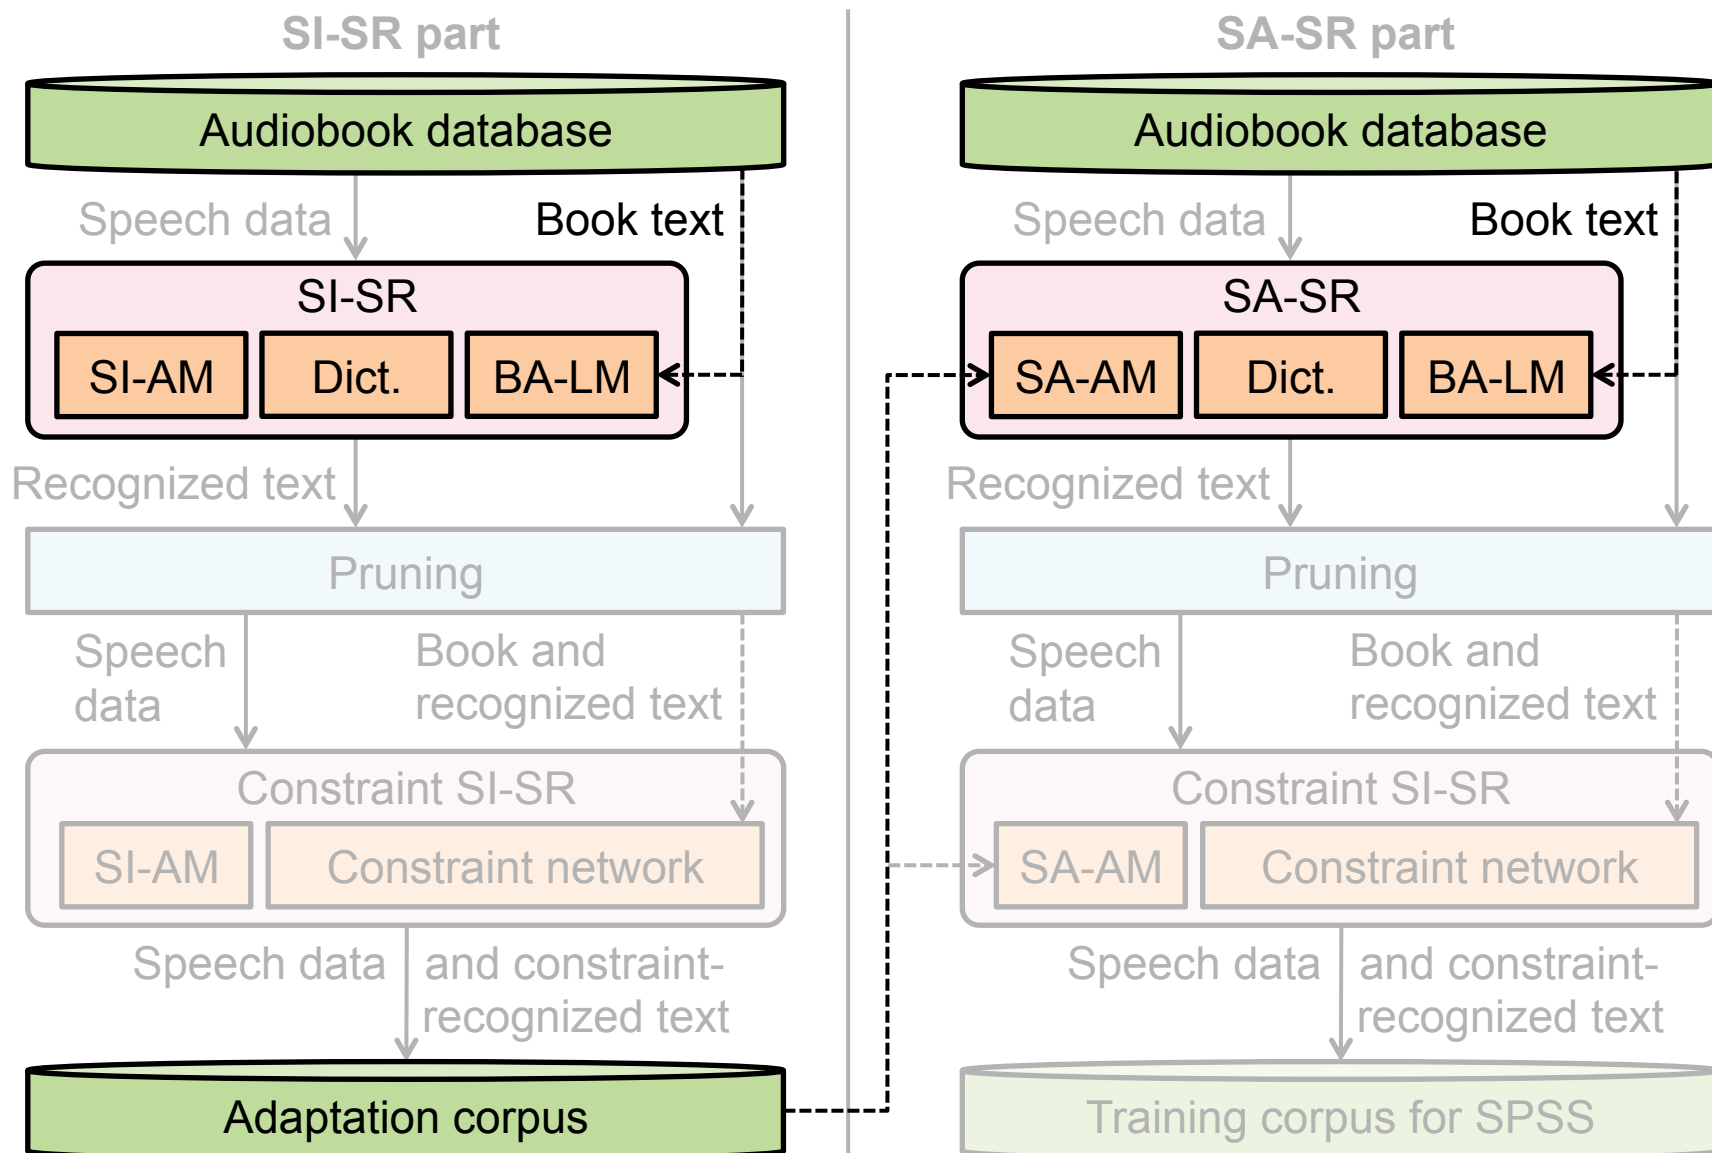 SI-SR part
Audiobook database
Speech data
Book text
SI-SR
SI-AM
Dict.
BA-LM
Recognized text
Pruning
Speech
data
Book and
recognized text
Constraint SI-SR
SI-AM
Constraint network
Speech data
and constraint-
recognized text
Adaptation corpus
SA-SR part
Audiobook database
Speech data
Book text
SA-SR
SA-AM
Dict.
BA-LM
Recognized text
Pruning
Speech
data
Book and
recognized text
Constraint SI-SR
SA-AM
Constraint network
Speech data
and constraint-
recognized text
Training corpus for SPSS